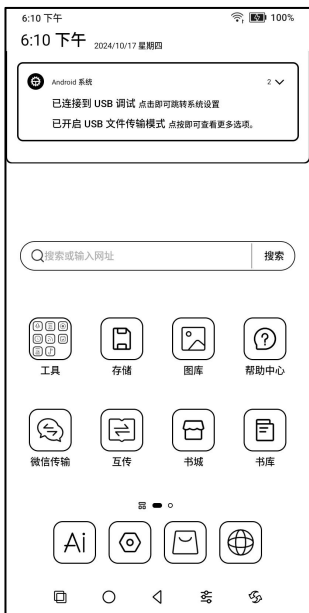 6:10 下午 100%
6:10 下午 2024/10/17 星期四
Android 系统 2
已连接到 USB 调试 点击即可跳转系统设置
已开启 USB 文件传输模式 点按即可查看更多选项。
搜索或输入网址 搜索
工具 存储 图库 帮助中心
微信传输 互传 书城 书库
Ai